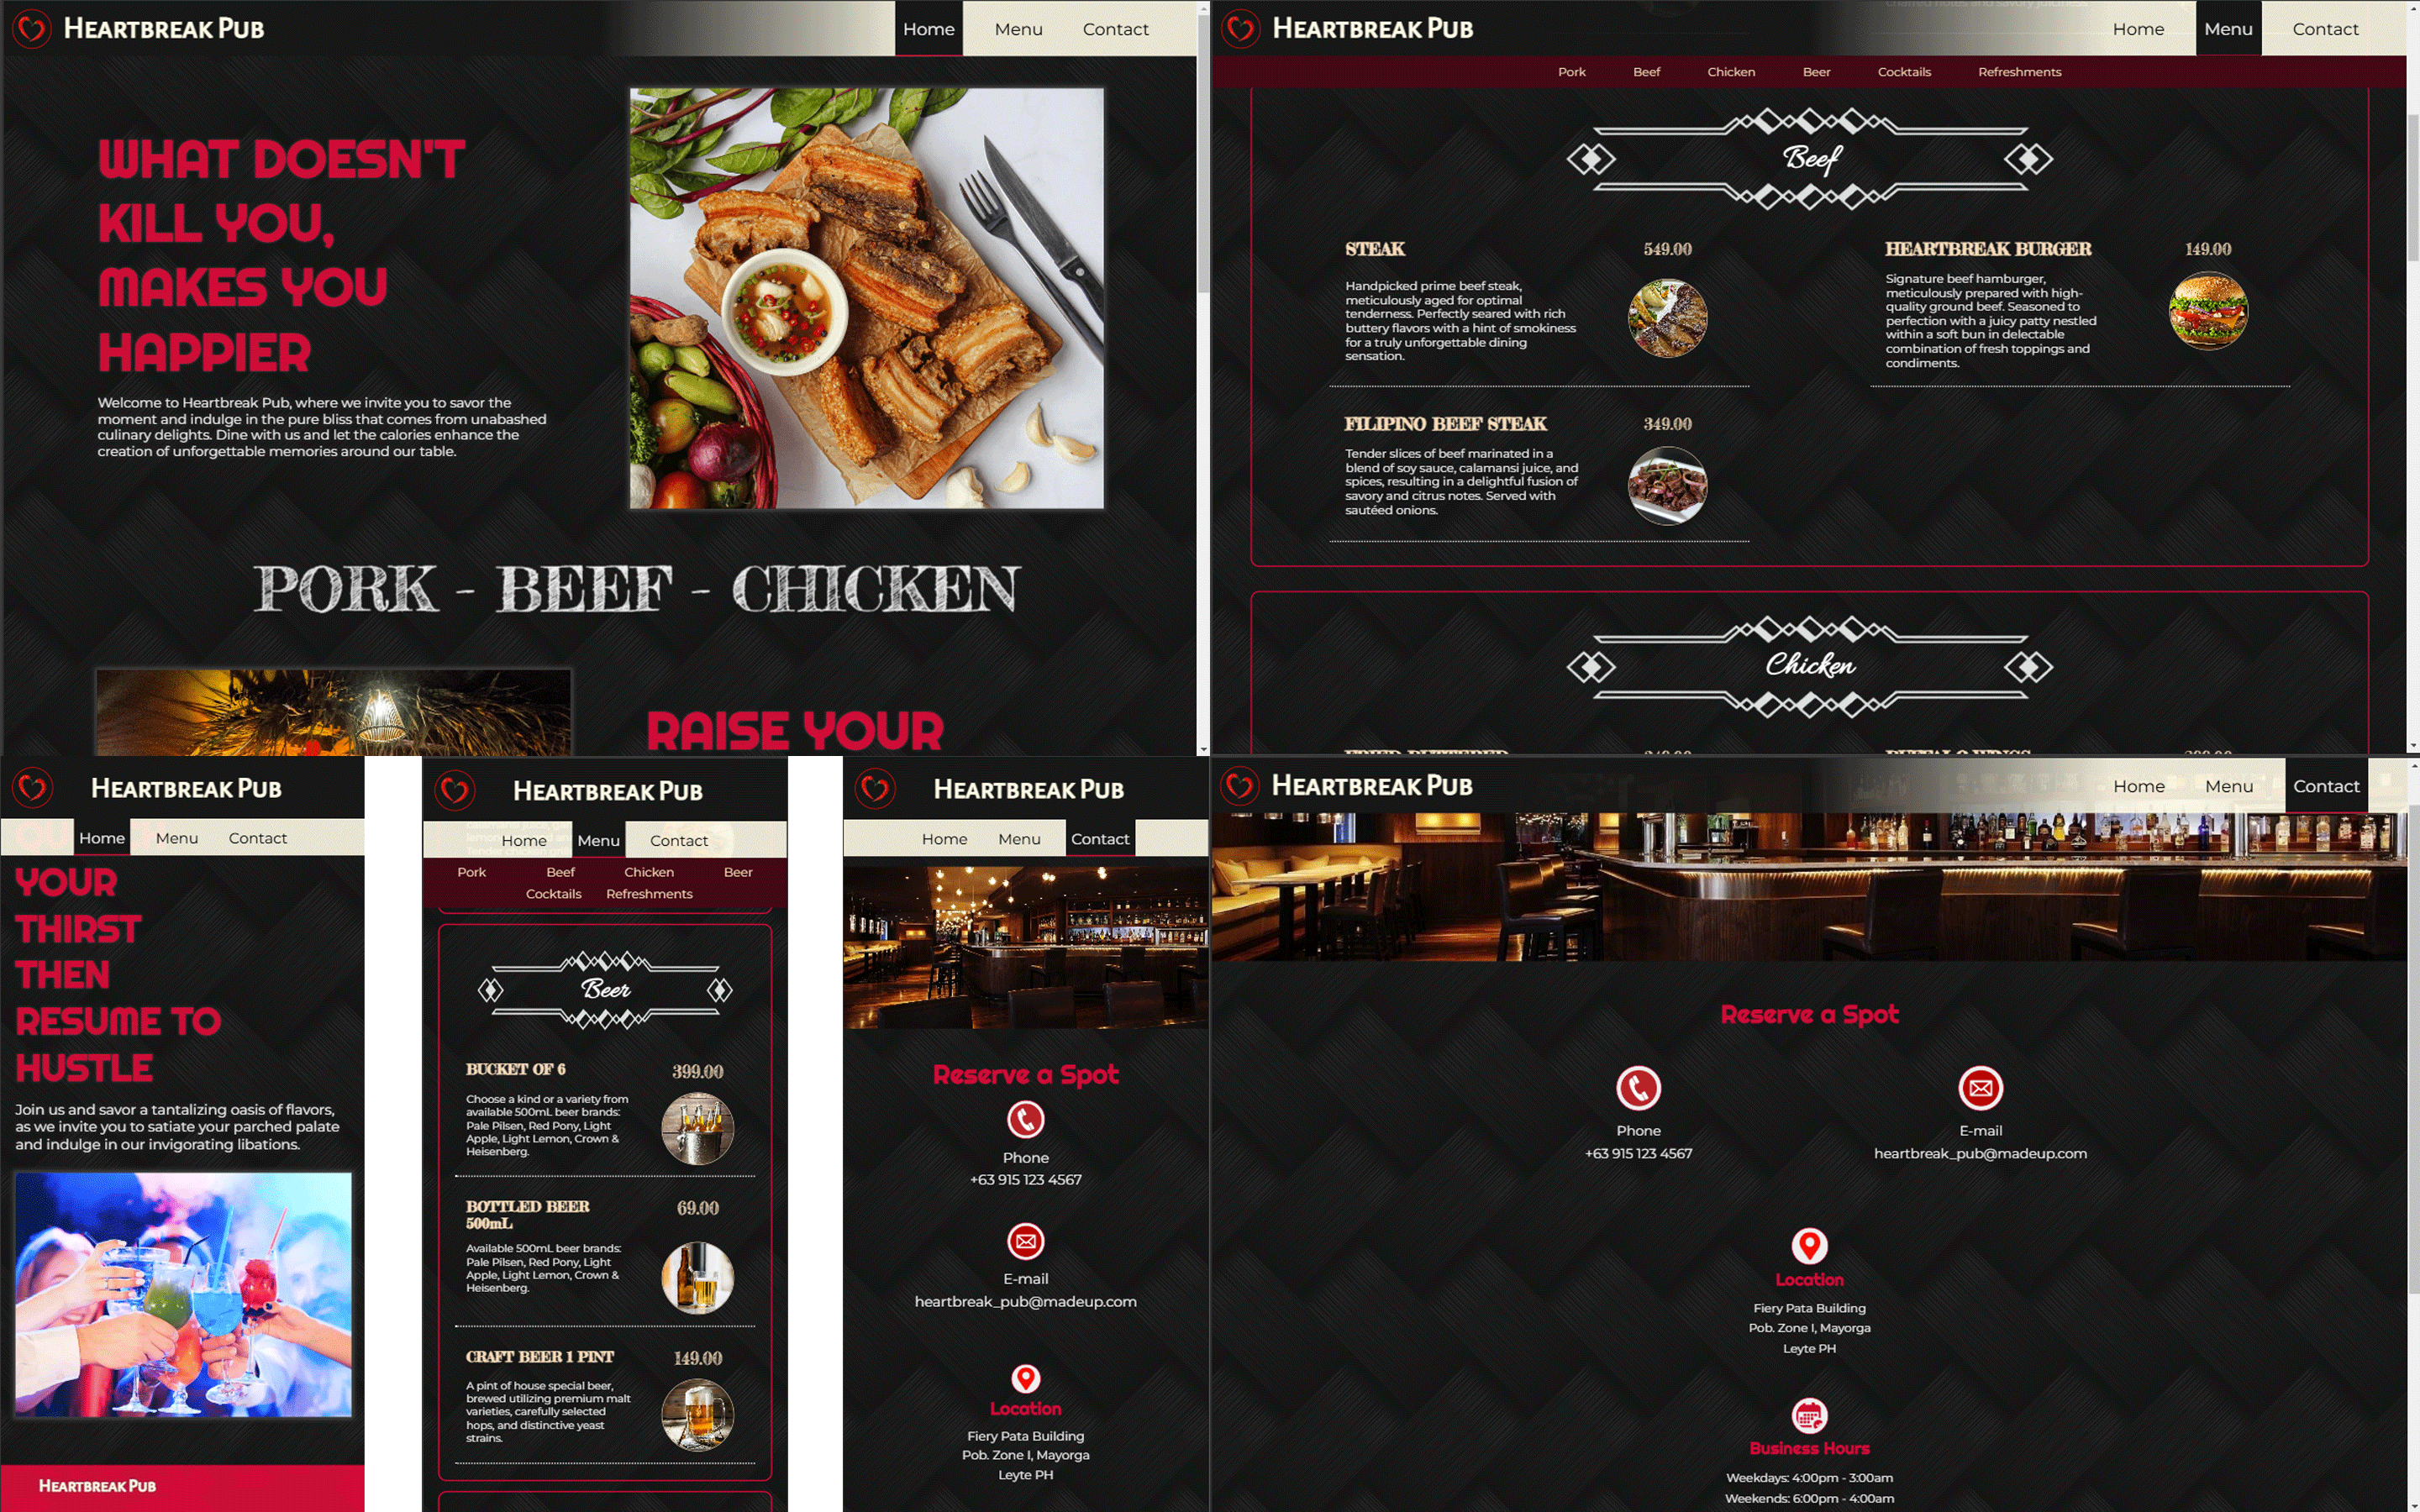 HEARTBREAK PUB
Home Menu Contact
WHAT DOESN'T
KILL YOU,
MAKES YOU
HAPPIER
Welcome to Heartbreak Pub, where we invite you to savor the
moment and indulge in the pure bliss that comes from unabashed
culinary delights. Dine with us and let the calories enhance the
creation of unforgettable memories around our table.
PORK - BEEF - CHICKEN
RAISE YOUR
HEARTBREAK PUB
Home Menu Contact
Pork Beef Chicken Beer Cocktails Refreshments
Beef
STEAK 549.00
Handpicked prime beef steak,
meticulously aged for optimal
tenderness. Perfectly seared with rich
buttery flavors with a hint of smokiness
for a truly unforgettable dining
sensation.
HEARTBREAK BURGER 149.00
Signature beef hamburger,
meticulously prepared with high-
quality ground beef. Seasoned to
perfection with a juicy patty nestled
within a soft bun in delectable
combination of fresh toppings and
condiments.
FILIPINO BEEF STEAK 349.00
Tender slices of beef marinated in a
blend of soy sauce, calamansi juice, and
spices, resulting in a delightful fusion of
savory and citrus notes. Served with
sautéed onions.
Chicken
HEARTBREAK PUB
Home Menu Contact
YOUR
THIRST
THEN
RESUME TO
HUSTLE
Join us and savor a tantalizing oasis of flavors,
as we invite you to satiate your parched palate
and indulge in our invigorating libations.
HEARTBREAK PUB
HEARTBREAK PUB
Home Menu Contact
Pork Beef Chicken Beer
Cocktails Refreshments
Beer
BUCKET OF 6 399.00
Choose a kind or a variety from
available 500mL beer brands:
Pale Pilsen, Red Pony, Light
Apple, Light Lemon, Crown &
Heisenberg.
BOTTLED BEER 69.00
500mL
Available 500mL beer brands:
Pale Pilsen, Red Pony, Light
Apple, Light Lemon, Crown &
Heisenberg.
CRAFT BEER 1 PINT 149.00
A pint of house special beer,
brewed utilizing premium malt
varieties, carefully selected
hops, and distinctive yeast
strains.
HEARTBREAK PUB
Home Menu Contact
Reserve a Spot
Phone
+63 915 123 4567
E-mail
heartbreak_pub@madeup.com
Location
Fiery Pata Building
Pob. Zone I, Mayorga
Leyte PH
HEARTBREAK PUB
Home Menu Contact
Reserve a Spot
Phone
+63 915 123 4567
E-mail
heartbreak_pub@madeup.com
Location
Fiery Pata Building
Pob. Zone I, Mayorga
Leyte PH
Business Hours
Weekdays: 4:00pm - 3:00am
Weekends: 6:00pm - 4:00am